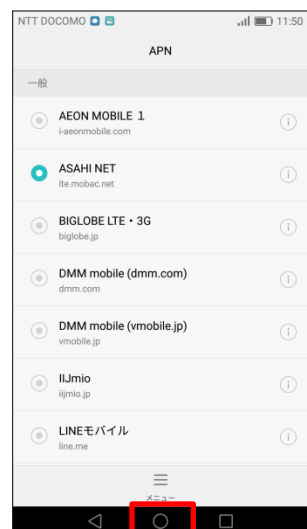 NTT DOCOMO 11:50
APN
一般
AEON MOBILE 1
i-aeonmobile.com
ASAHI NET
lte.mobac.net
BIGLOBE LTE・3G
biglobe.jp
DMM mobile (dmm.com)
dmm.com
DMM mobile (vmobile.jp)
vmobile.jp
IIJmio
iijmio.jp
LINEモバイル
line.me
メニュー